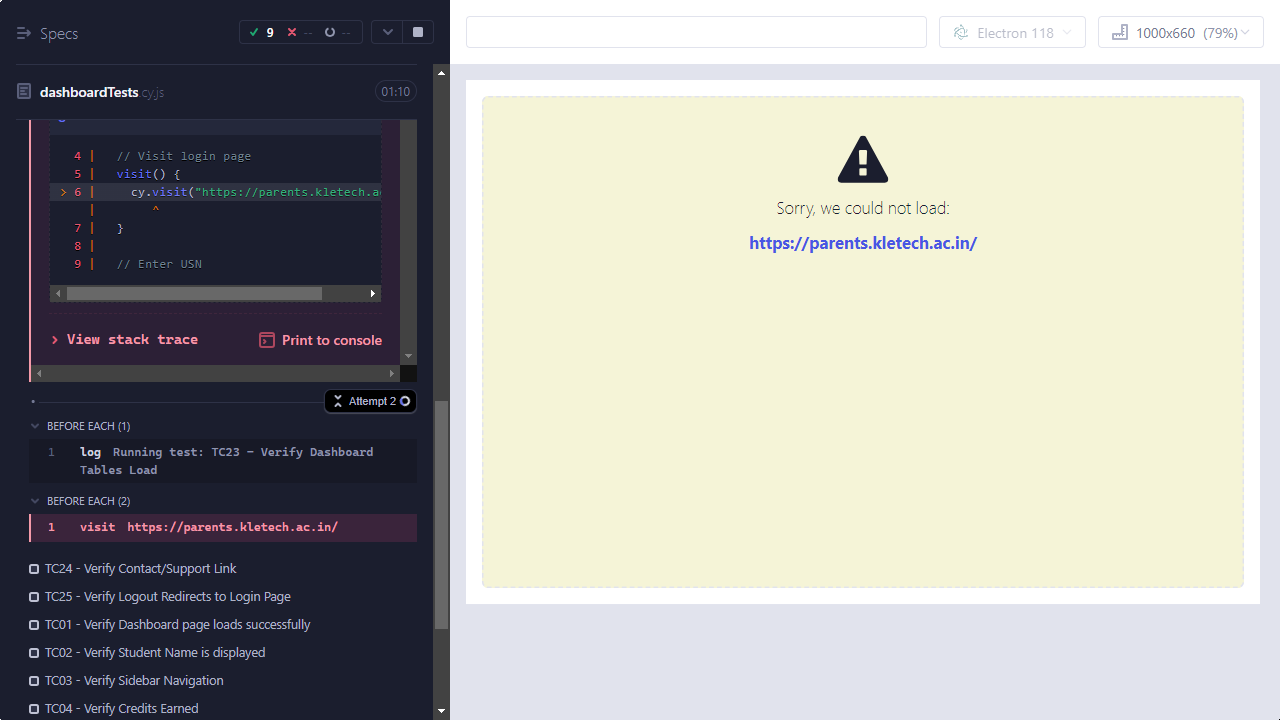 Specs
9
--
--
dashboardTests.cy.js
01:10
4 | // Visit login page
5 | visit() {
> 6 | cy.visit("https://parents.kletech.ac
| ^
7 | }
8 |
9 | // Enter USN
View stack trace
Print to console
Attempt 2
BEFORE EACH (1)
1 log Running test: TC23 - Verify Dashboard
Tables Load
BEFORE EACH (2)
1 visit https://parents.kletech.ac.in/
TC24 - Verify Contact/Support Link
TC25 - Verify Logout Redirects to Login Page
TC01 - Verify Dashboard page loads successfully
TC02 - Verify Student Name is displayed
TC03 - Verify Sidebar Navigation
TC04 - Verify Credits Earned
Electron 118
1000x660 (79%)
Sorry, we could not load:
https://parents.kletech.ac.in/